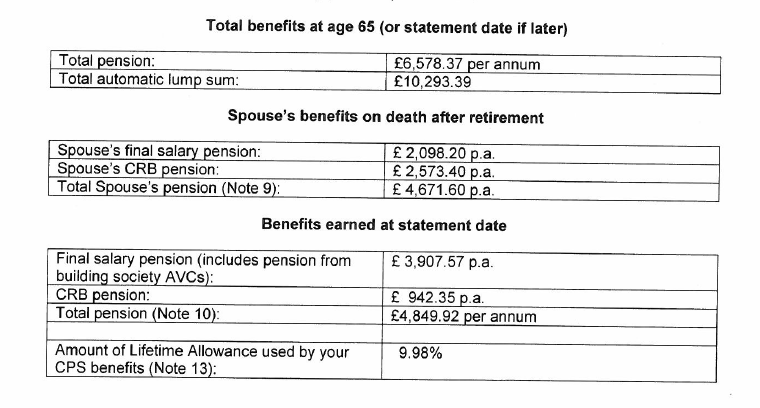 Total benefits at age 65 (or statement date if later)
Total pension: £6,578.37 per annum
Total automatic lump sum: £10,293.39
Spouse's benefits on death after retirement
Spouse's final salary pension: £ 2,098.20 p.a.
Spouse's CRB pension: £ 2,573.40 p.a.
Total Spouse's pension (Note 9): £ 4,671.60 p.a.
Benefits earned at statement date
Final salary pension (includes pension from £ 3,907.57 p.a.
building society AVCs):
CRB pension: £ 942.35 p.a.
Total pension (Note 10): £4,849.92 per annum
Amount of Lifetime Allowance used by your 9.98%
CPS benefits (Note 13):